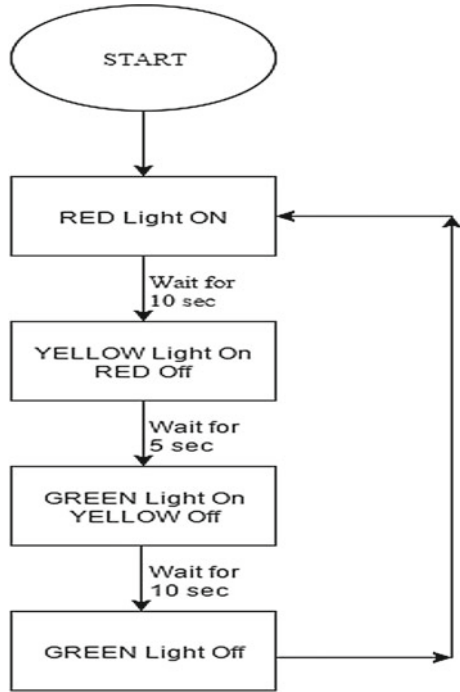 START
RED Light ON
Wait for
10 sec
YELLOW Light On
RED Off
Wait for
5 sec
GREEN Light On
YELLOW Off
Wait for
10 sec
GREEN Light Off